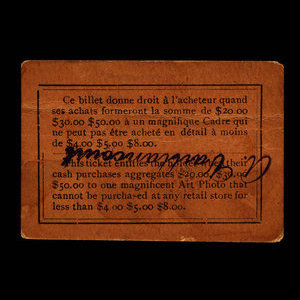 Ce billet donne droit à l'acheteur quand
ses achats formeront la somme de $20.00
$30.00 $50.00 à un magnifique Cadre qui
ne peut pas être acheté en détail à moins
de $4.00 $5.00 $8.00.
This ticket entitles their
cash purchases aggregates $20.00 $30.00
$50.00 to one magnificent Art Photo that
cannot be purchased at any retail store for
less than $4.00 $5.00 $8.00.